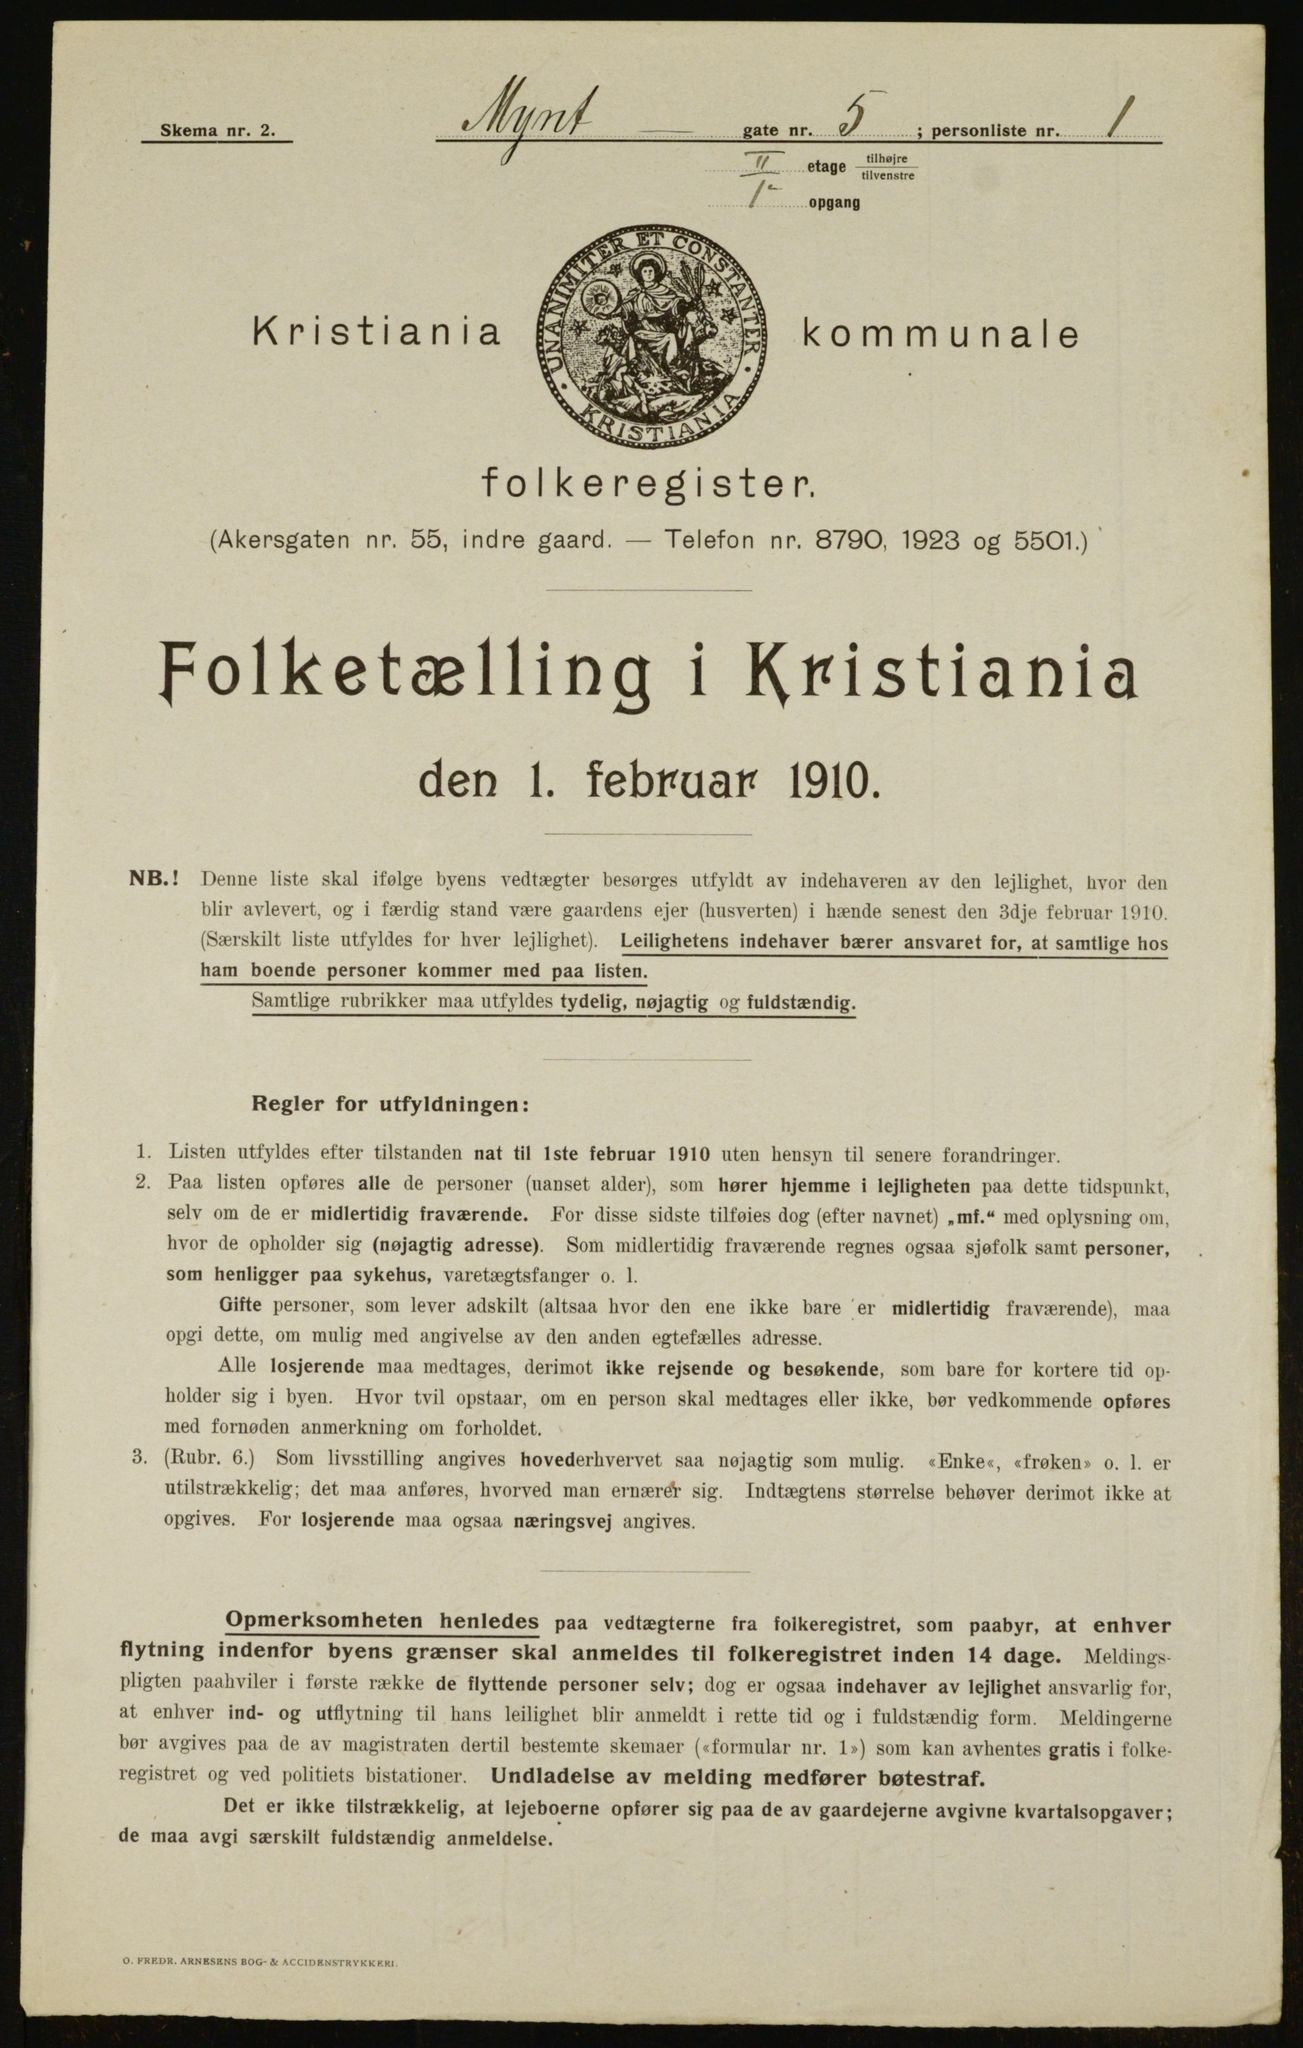 Skema nr. 2.
Mynt — gate nr. 5 ; personliste nr. 1
II etage tilhøjre
tilvenstre
1e opgang
UNANIMITER ET CONSTANTER
KRISTIANIA
Kristiania kommunale
folkeregister.
(Akersgaten nr. 55, indre gaard. — Telefon nr. 8790, 1923 og 5501.)
Folketælling i Kristiania
den 1. februar 1910.
NB.! Denne liste skal ifølge byens vedtægter besørges utfyldt av indehaveren av den lejlighet, hvor den
blir avlevert, og i færdig stand være gaardens ejer (husverten) i hænde senest den 3dje februar 1910.
(Særskilt liste utfyldes for hver lejlighet). Leilighetens indehaver bærer ansvaret for, at samtlige hos
ham boende personer kommer med paa listen.
Samtlige rubrikker maa utfyldes tydelig, nøjagtig og fuldstændig.
Regler for utfyldningen:
1. Listen utfyldes efter tilstanden nat til 1ste februar 1910 uten hensyn til senere forandringer.
2. Paa listen opføres alle de personer (uanset alder), som hører hjemme i lejligheten paa dette tidspunkt,
selv om de er midlertidig fraværende. For disse sidste tilføies dog (efter navnet) „mf.“ med oplysning om,
hvor de opholder sig (nøjagtig adresse). Som midlertidig fraværende regnes ogsaa sjøfolk samt personer,
som henligger paa sykehus, varetægtsfanger o. l.
Gifte personer, som lever adskilt (altsaa hvor den ene ikke bare er midlertidig fraværende), maa
opgi dette, om mulig med angivelse av den anden egtefælles adresse.
Alle losjerende maa medtages, derimot ikke rejsende og besøkende, som bare for kortere tid op-
holder sig i byen. Hvor tvil opstaar, om en person skal medtages eller ikke, bør vedkommende opføres
med fornøden anmerkning om forholdet.
3. (Rubr. 6.) Som livsstilling angives hovederhvervet saa nøjagtig som mulig. «Enke«, «frøken» o. l. er
utilstrækkelig; det maa anføres, hvorved man ernærer sig. Indtægtens størrelse behøver derimot ikke at
opgives. For losjerende maa ogsaa næringsvej angives.
Opmerksomheten henledes paa vedtægterne fra folkeregistret, som paabyr, at enhver
flytning indenfor byens grænser skal anmeldes til folkeregistret inden 14 dage. Meldings-
pligten paahviler i første række de flyttende personer selv; dog er ogsaa indehaver av lejlighet ansvarlig for,
at enhver ind- og utflytning til hans leilighet blir anmeldt i rette tid og i fuldstændig form. Meldingerne
bør avgives paa de av magistraten dertil bestemte skemaer («formular nr. 1») som kan avhentes gratis i folke-
registret og ved politiets bistationer. Undladelse av melding medfører bøtestraf.
Det er ikke tilstrækkelig, at lejeboerne opfører sig paa de av gaardejerne avgivne kvartalsopgaver;
de maa avgi særskilt fuldstændig anmeldelse.
O. FREDR. ARNESENS BOG- & ACCIDENSTRYKKERI.